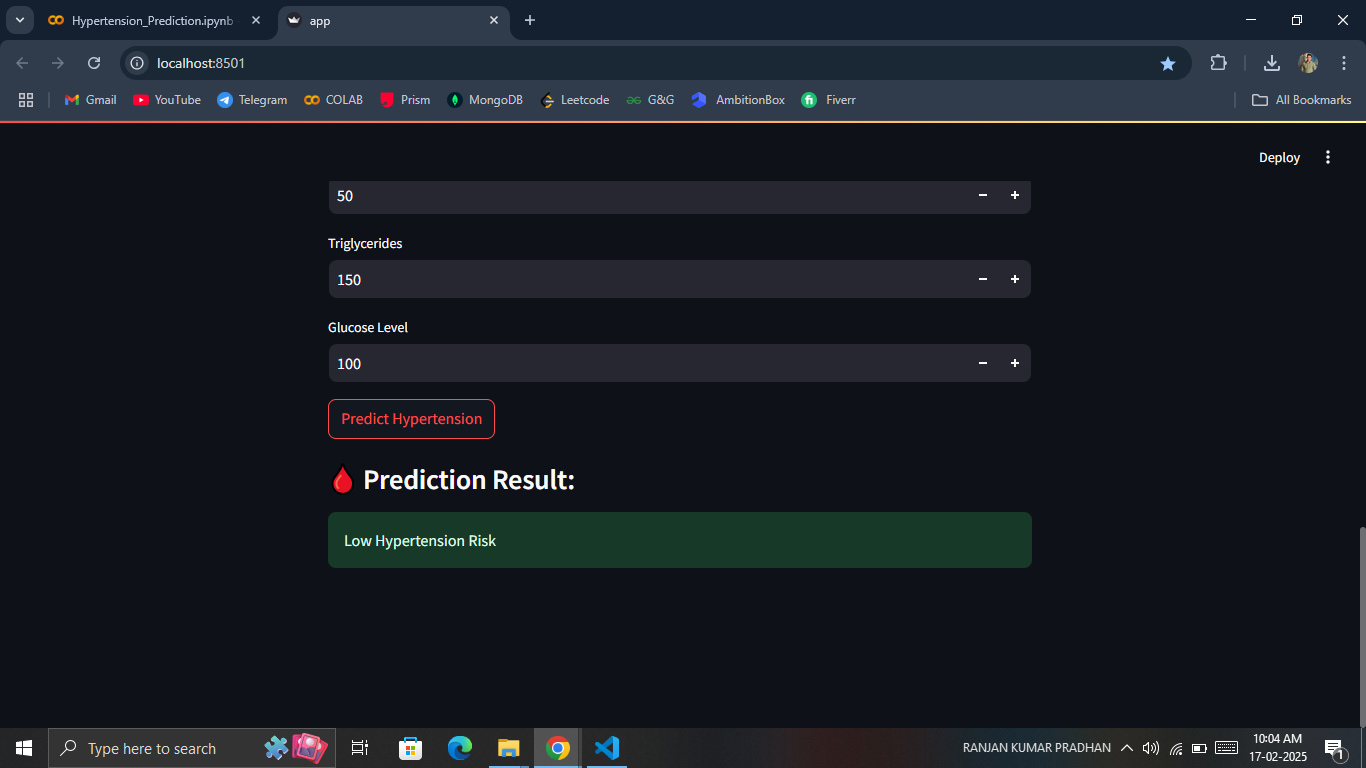 Hypertension_Prediction.ipynb
app
localhost:8501
Gmail
YouTube
Telegram
COLAB
Prism
MongoDB
Leetcode
G&G
AmbitionBox
Fiverr
All Bookmarks
Deploy
50
Triglycerides
150
Glucose Level
100
Predict Hypertension
Prediction Result:
Low Hypertension Risk
Type here to search
RANJAN KUMAR PRADHAN
10:04 AM
17-02-2025
1